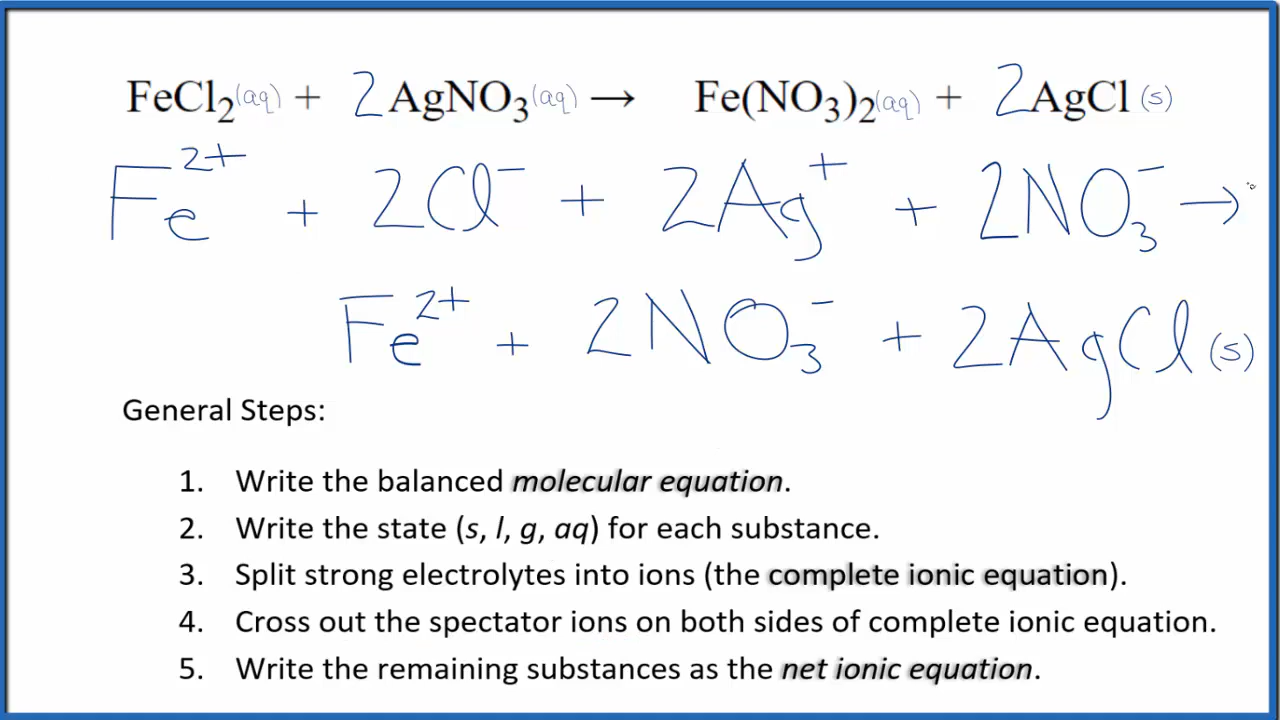 FeCl₂(aq) + 2AgNO₃(aq) → Fe(NO₃)₂(aq) + 2AgCl(s)
Fe²⁺ + 2Cl⁻ + 2Ag⁺ + 2NO₃⁻ →
Fe²⁺ + 2NO₃⁻ + 2AgCl(s)
General Steps:
1. Write the balanced molecular equation.
2. Write the state (s, l, g, aq) for each substance.
3. Split strong electrolytes into ions (the complete ionic equation).
4. Cross out the spectator ions on both sides of complete ionic equation.
5. Write the remaining substances as the net ionic equation.